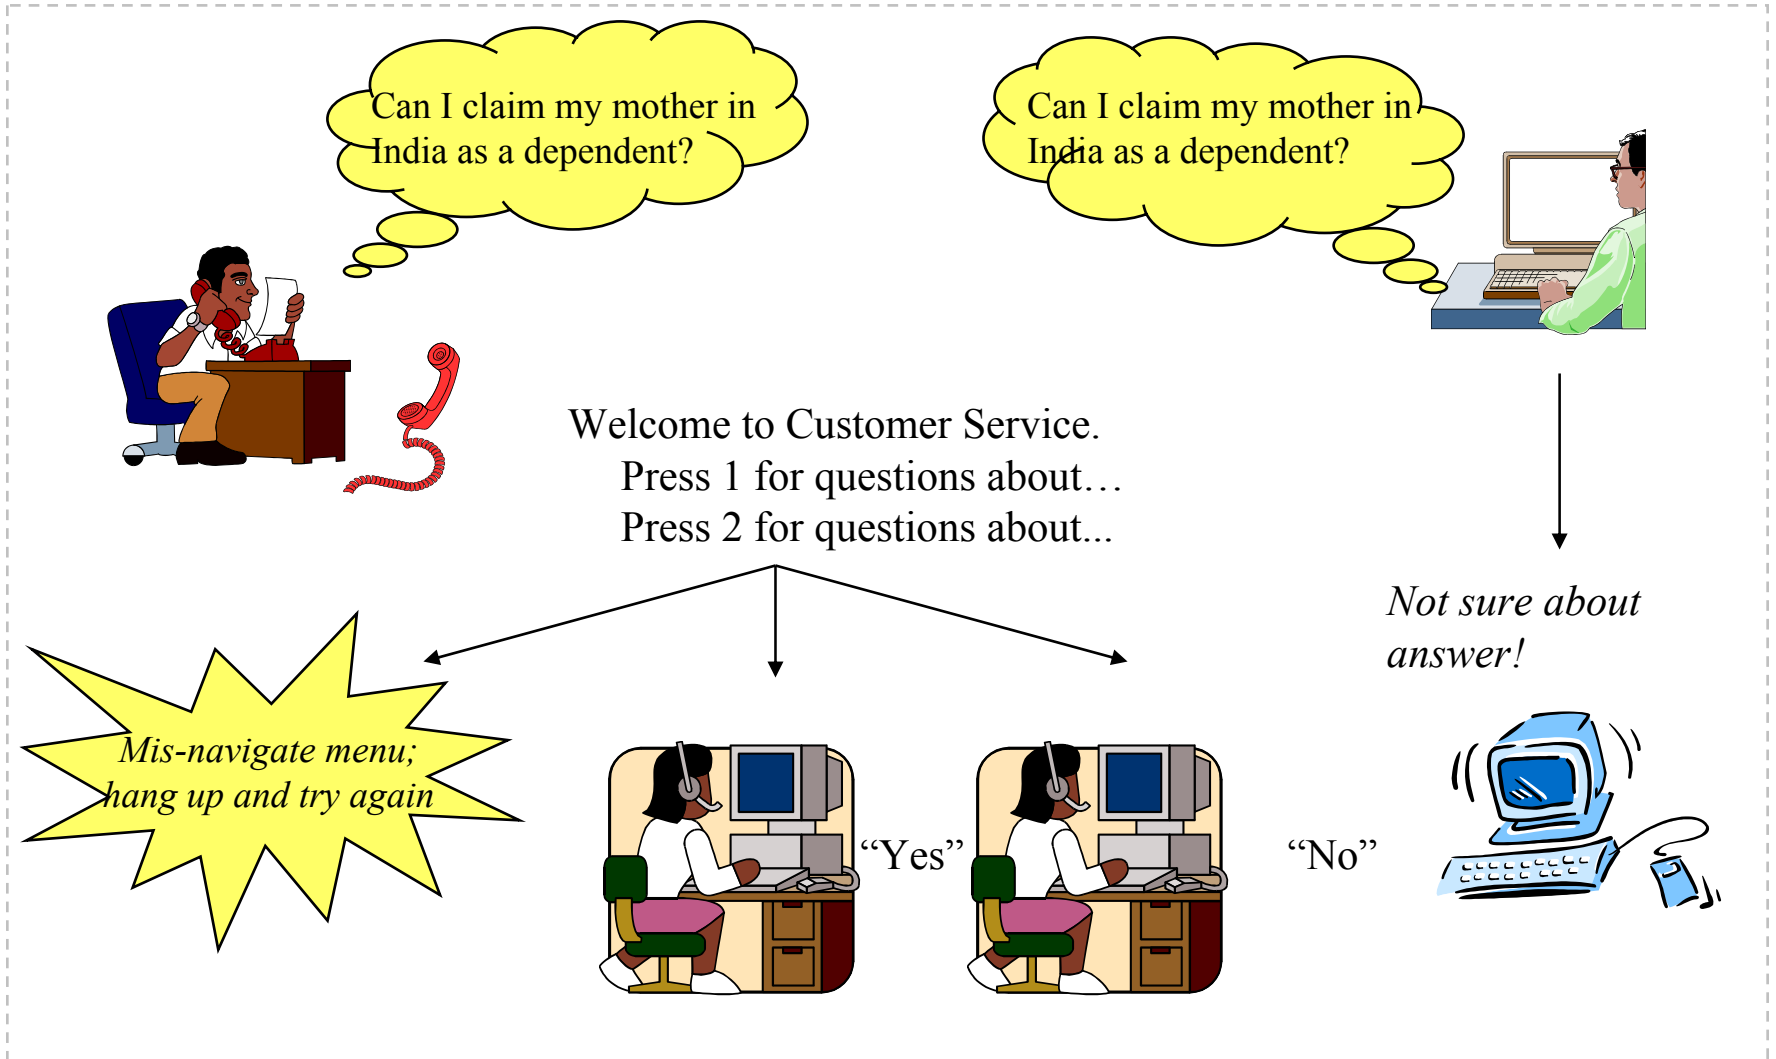 Can I claim my mother in
India as a dependent?
Can I claim my mother in
India as a dependent?
Welcome to Customer Service.
Press 1 for questions about…
Press 2 for questions about...
Not sure about
answer!
Mis-navigate menu;
hang up and try again
“Yes”
“No”